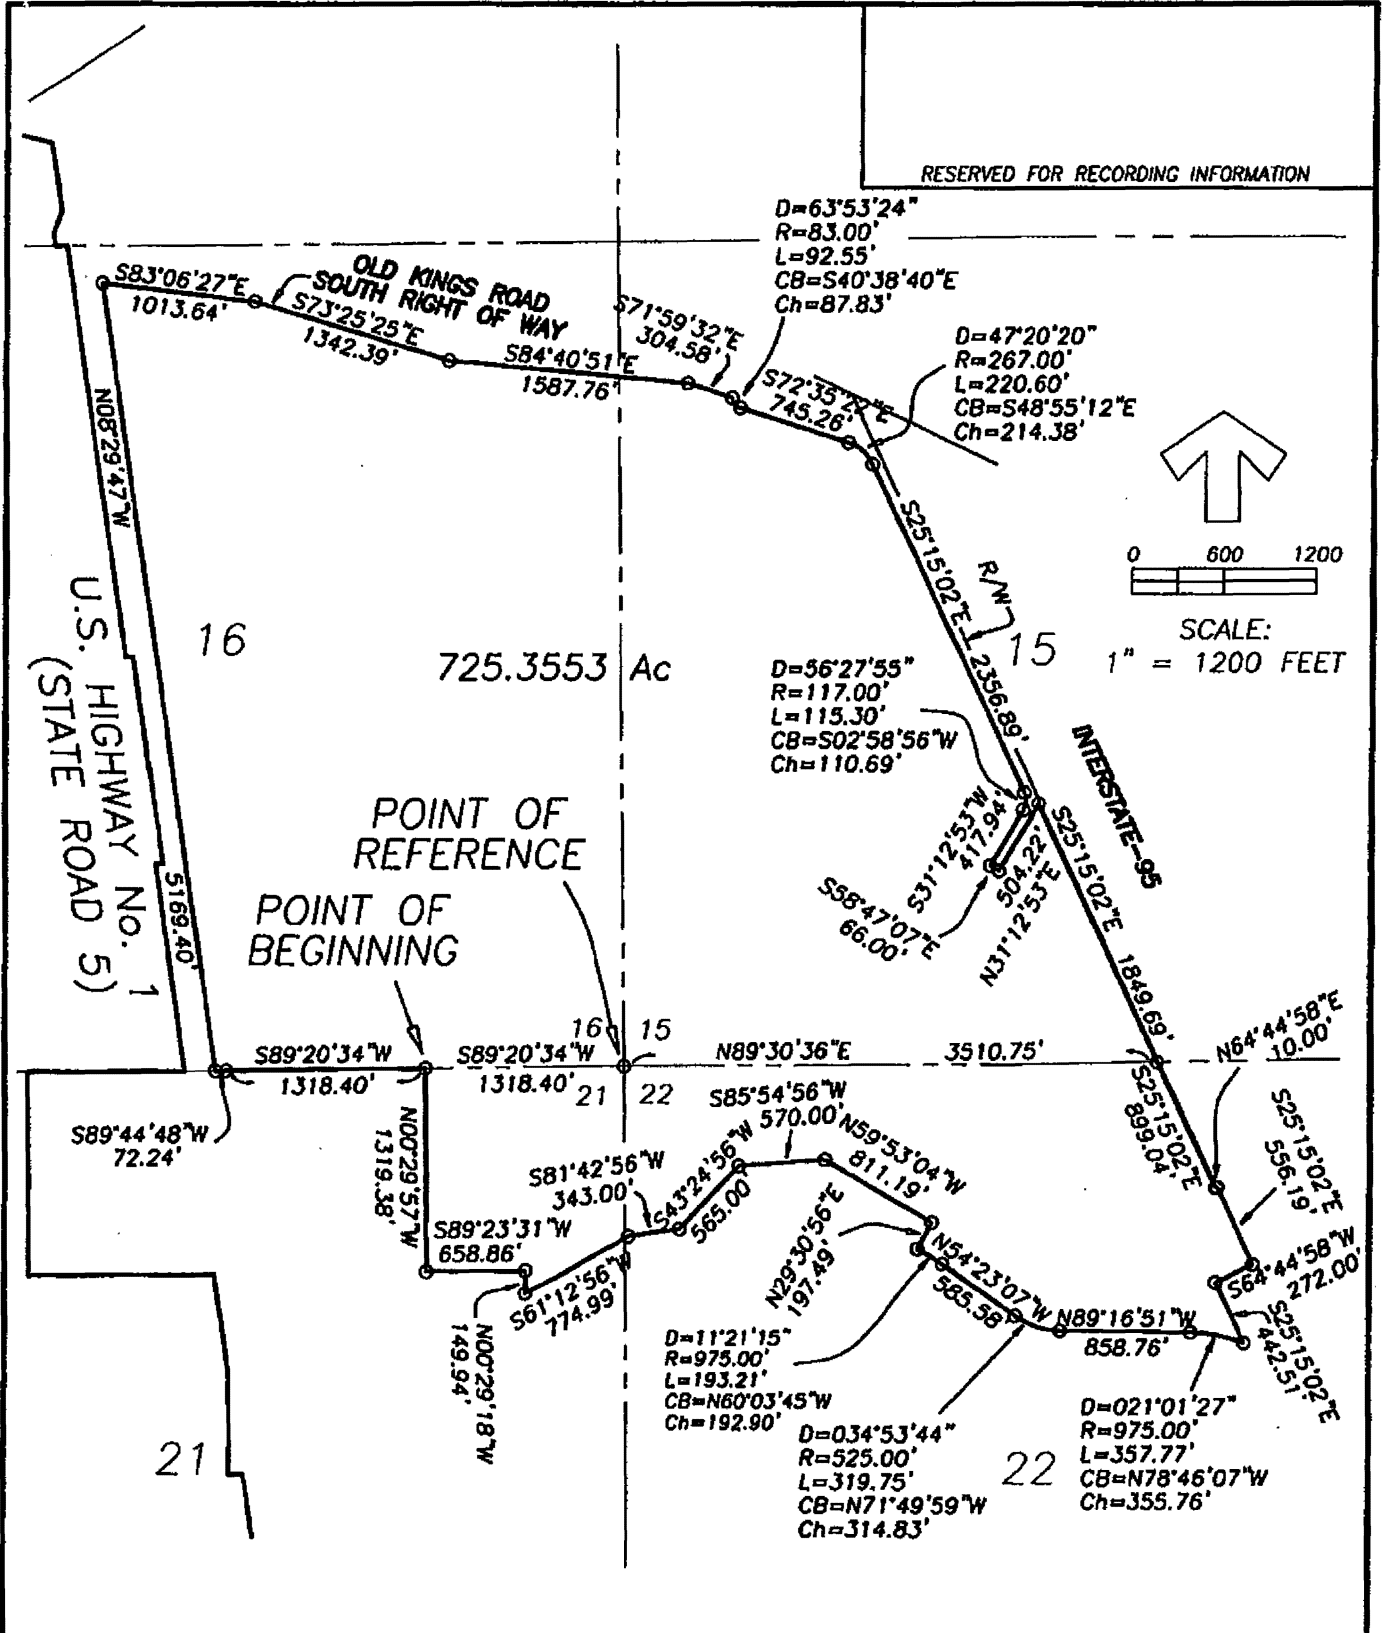 RESERVED FOR RECORDING INFORMATION
D=63°53'24"
R=83.00'
L=92.55'
CB=S40°38'40"E
Ch=87.83'
S83°06'27"E
1013.64'
OLD KINGS ROAD
SOUTH RIGHT OF WAY
S73°25'25"E
1342.39'
S84°40'51"E
1587.76'
S71°59'32"E
304.58'
S72°35'22"E
745.26'
D=47°20'20"
R=267.00'
L=220.60'
CB=S48°55'12"E
Ch=214.38'
N08°29'47"W
5169.40'
U.S. HIGHWAY No. 1
(STATE ROAD 5)
16
725.3553 Ac
S25°15'02"E
2356.89'
R/W
15
0 600 1200
SCALE:
1" = 1200 FEET
D=56°27'55"
R=117.00'
L=115.30'
CB=S02°58'56"W
Ch=110.69'
INTERSTATE-95
S31°12'53"W
417.94'
504.22'
N31°12'53"E
S58°47'07"E
66.00'
S25°15'02"E
1849.69'
POINT OF
REFERENCE
POINT OF
BEGINNING
16 15
21 22
S89°20'34"W
1318.40'
S89°20'34"W
1318.40'
N89°30'36"E 3510.75'
N64°44'58"E
10.00'
S89°44'48"W
72.24'
N00°29'57"W
1319.38'
S85°54'56"W
570.00'
N59°53'04"W
811.19'
S25°15'02"E
899.04'
S25°15'02"E
556.19'
S81°42'56"W
343.00'
S43°24'56"W
565.00'
S89°23'31"W
658.86'
S61°12'56"W
774.99'
N29°30'56"E
197.49'
N54°23'07"W
585.58'
S64°44'58"W
272.00'
N89°16'51"W
858.76'
S25°15'02"E
442.51'
N00°29'18"W
149.94'
D=11°21'15"
R=975.00'
L=193.21'
CB=N60°03'45"W
Ch=192.90'
D=034°53'44"
R=525.00'
L=319.75'
CB=N71°49'59"W
Ch=314.83'
D=021°01'27"
R=975.00'
L=357.77'
CB=N78°46'07"W
Ch=355.76'
21
22